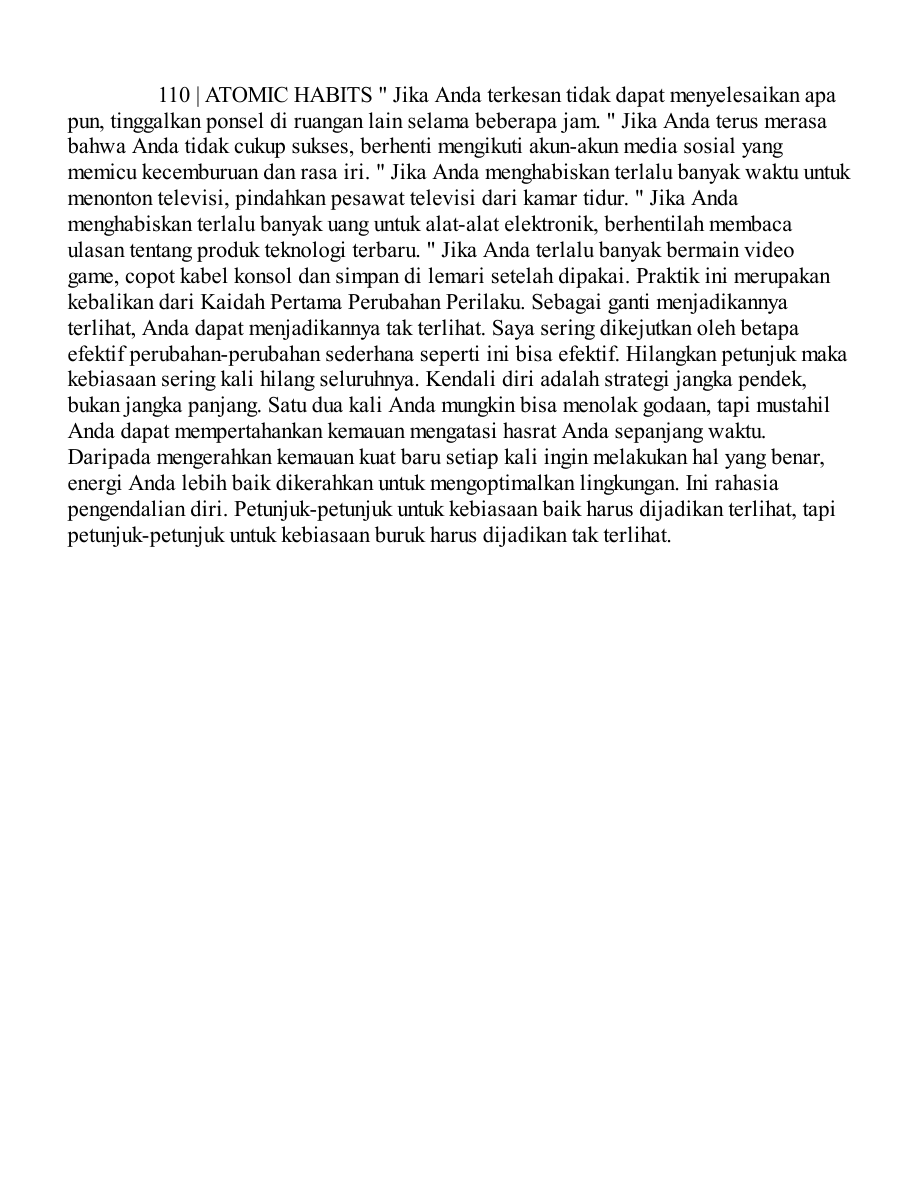 110 | ATOMIC HABITS " Jika Anda terkesan tidak dapat menyelesaikan apa
pun, tinggalkan ponsel di ruangan lain selama beberapa jam. " Jika Anda terus merasa
bahwa Anda tidak cukup sukses, berhenti mengikuti akun-akun media sosial yang
memicu kecemburuan dan rasa iri. " Jika Anda menghabiskan terlalu banyak waktu untuk
menonton televisi, pindahkan pesawat televisi dari kamar tidur. " Jika Anda
menghabiskan terlalu banyak uang untuk alat-alat elektronik, berhentilah membaca
ulasan tentang produk teknologi terbaru. " Jika Anda terlalu banyak bermain video
game, copot kabel konsol dan simpan di lemari setelah dipakai. Praktik ini merupakan
kebalikan dari Kaidah Pertama Perubahan Perilaku. Sebagai ganti menjadikannya
terlihat, Anda dapat menjadikannya tak terlihat. Saya sering dikejutkan oleh betapa
efektif perubahan-perubahan sederhana seperti ini bisa efektif. Hilangkan petunjuk maka
kebiasaan sering kali hilang seluruhnya. Kendali diri adalah strategi jangka pendek,
bukan jangka panjang. Satu dua kali Anda mungkin bisa menolak godaan, tapi mustahil
Anda dapat mempertahankan kemauan mengatasi hasrat Anda sepanjang waktu.
Daripada mengerahkan kemauan kuat baru setiap kali ingin melakukan hal yang benar,
energi Anda lebih baik dikerahkan untuk mengoptimalkan lingkungan. Ini rahasia
pengendalian diri. Petunjuk-petunjuk untuk kebiasaan baik harus dijadikan terlihat, tapi
petunjuk-petunjuk untuk kebiasaan buruk harus dijadikan tak terlihat.